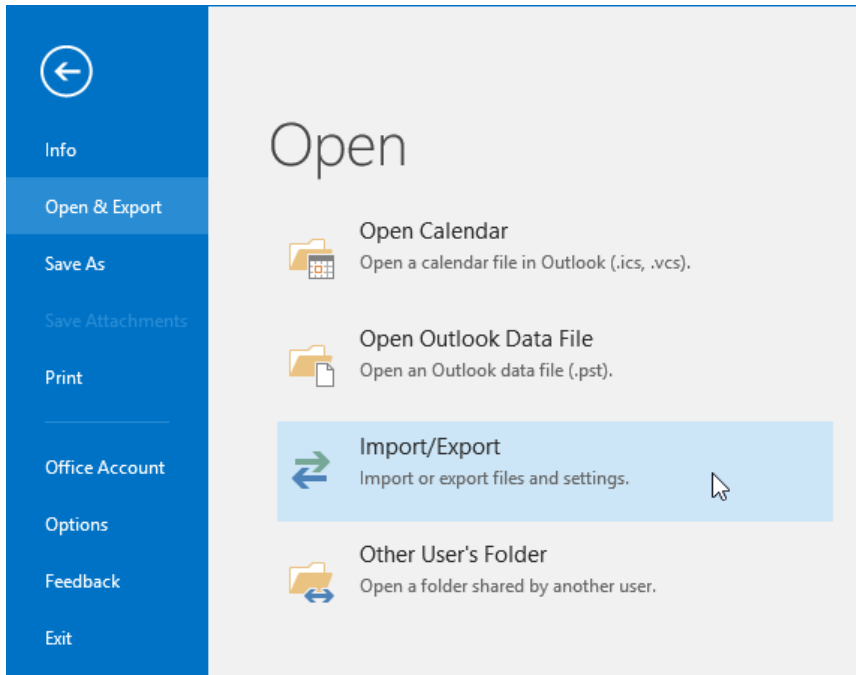 Info
Open & Export
Save As
Save Attachments
Print
Office Account
Options
Feedback
Exit
Open
Open Calendar
Open a calendar file in Outlook (.ics, .vcs).
Open Outlook Data File
Open an Outlook data file (.pst).
Import/Export
Import or export files and settings.
Other User's Folder
Open a folder shared by another user.